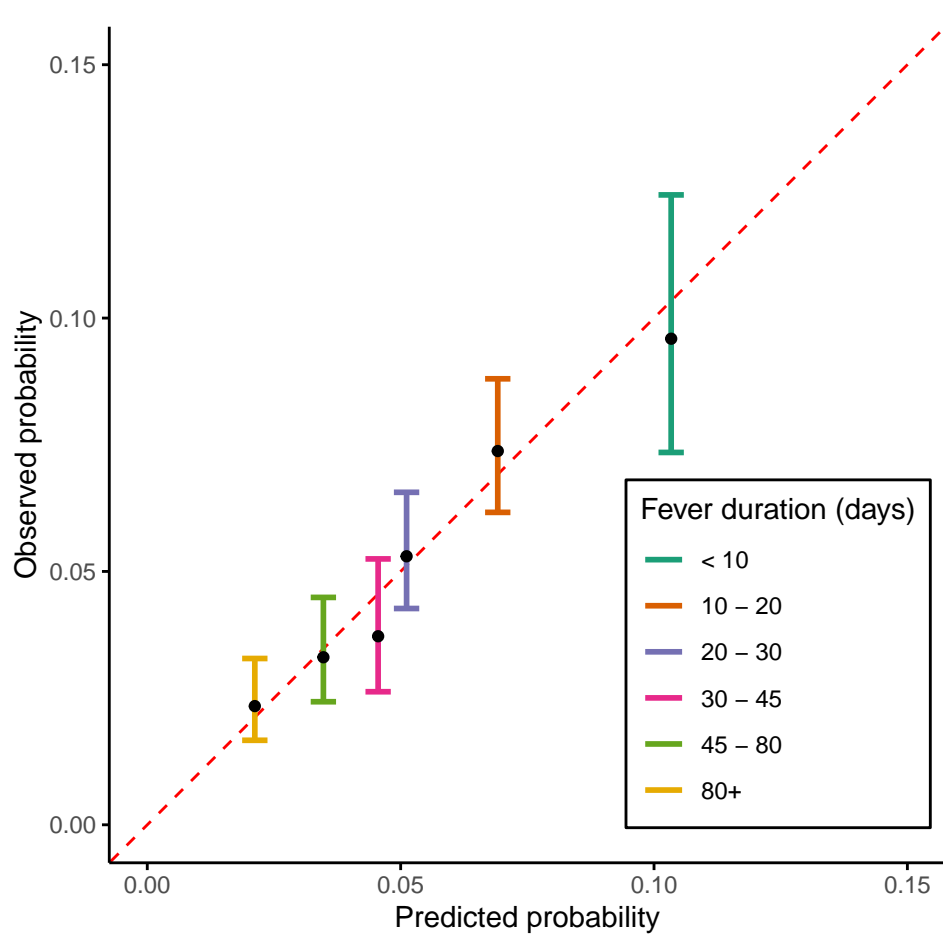 Observed probability
0.15
0.10
0.05
0.00
0.00
0.05
0.10
0.15
Predicted probability
Fever duration (days)
< 10
10 − 20
20 − 30
30 − 45
45 − 80
80+